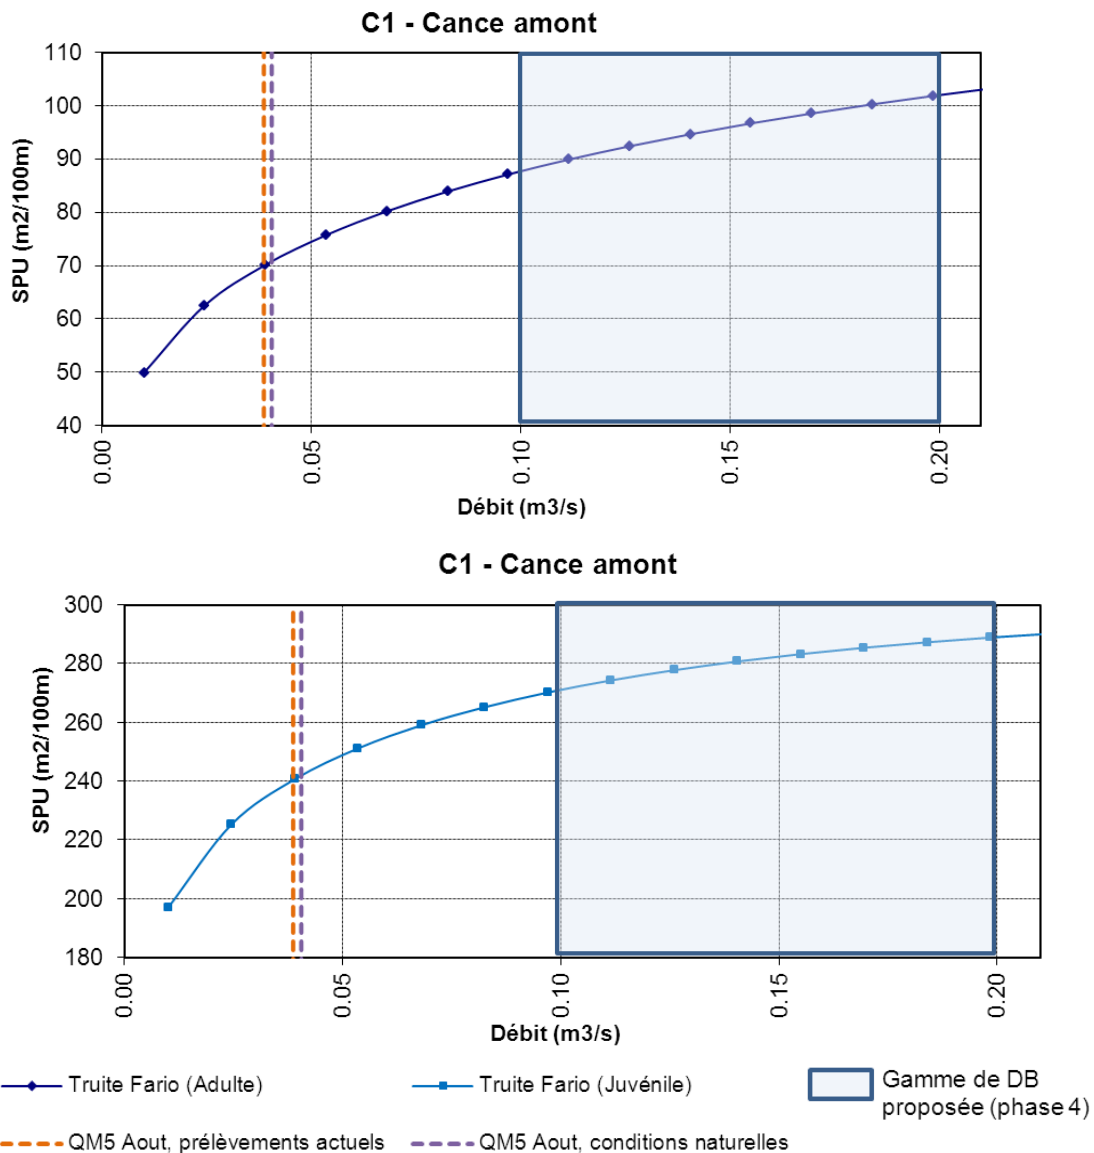 C1 - Cance amont
110
100
90
80
70
60
50
40
SPU (m2/100m)
0.00
0.05
0.10
0.15
0.20
Débit (m3/s)
C1 - Cance amont
300
280
260
240
220
200
180
SPU (m2/100m)
0.00
0.05
0.10
0.15
0.20
Débit (m3/s)
Truite Fario (Adulte)
Truite Fario (Juvénile)
Gamme de DB
proposée (phase 4)
QM5 Aout, prélèvements actuels
QM5 Aout, conditions naturelles